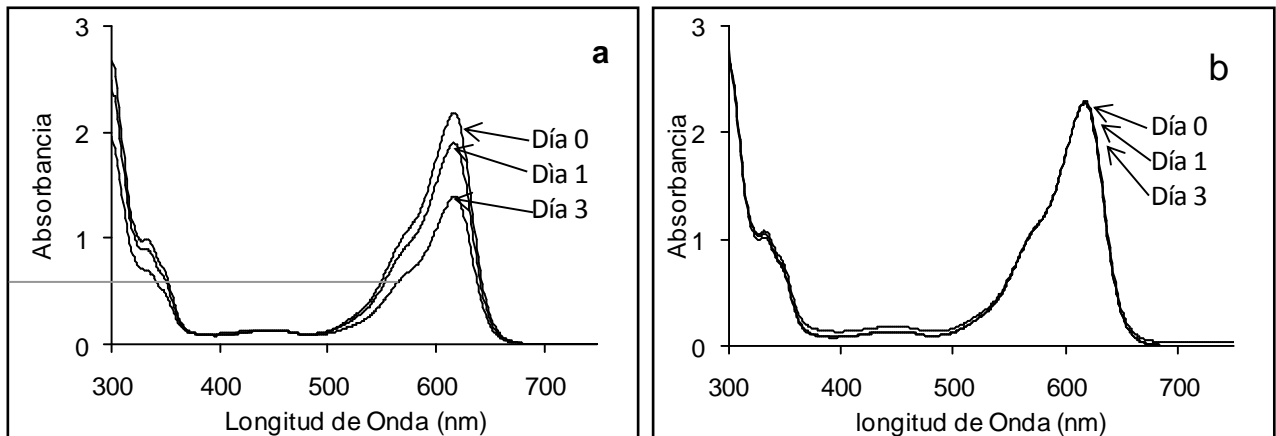 a
3
2
1
0
Absorbancia
Día 0
Dìa 1
Día 3
300 400 500 600 700
Longitud de Onda (nm)
b
3
2
1
0
Absorbancia
Día 0
Día 1
Día 3
300 400 500 600 700
longitud de Onda (nm)